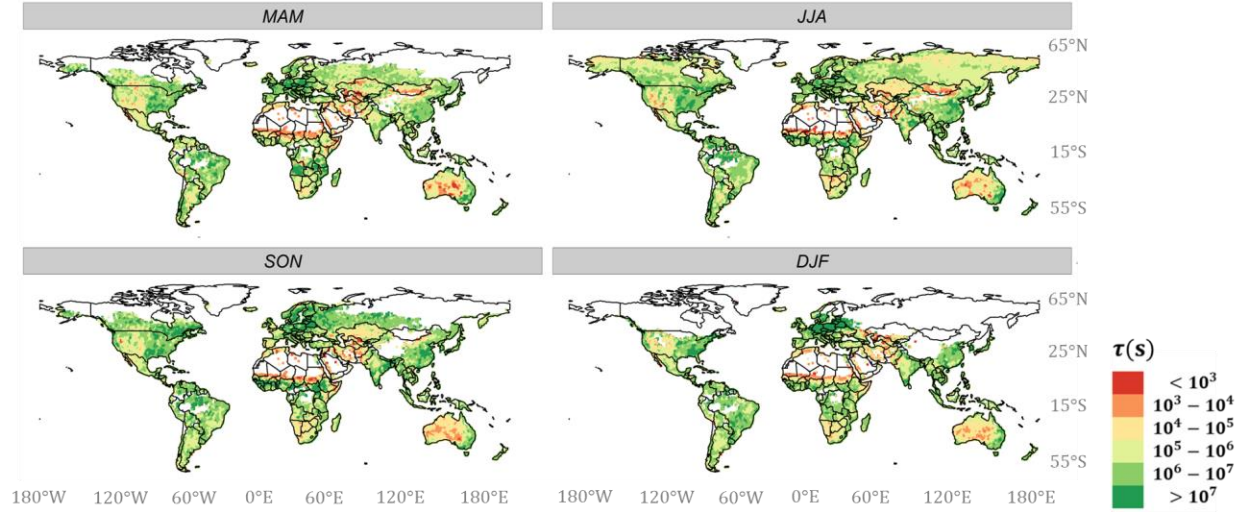 MAM
JJA
65°N
25°N
15°S
55°S
SON
DJF
65°N
25°N
15°S
55°S
180°W 120°W 60°W 0°E 60°E 120°E 180°E
180°W 120°W 60°W 0°E 60°E 120°E 180°E
τ(s)
< 10³
10³ − 10⁴
10⁴ − 10⁵
10⁵ − 10⁶
10⁶ − 10⁷
> 10⁷